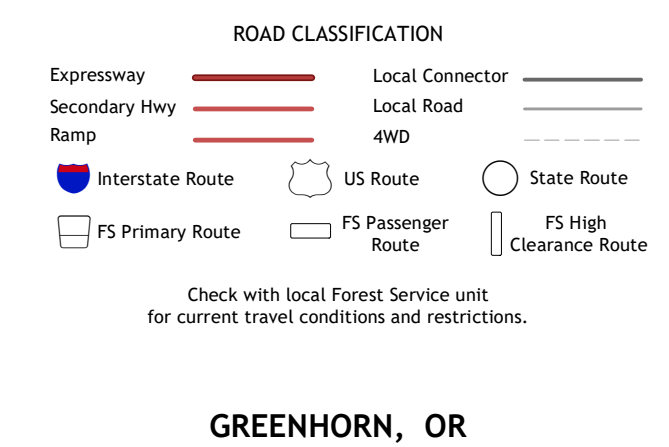 ROAD CLASSIFICATION
Expressway
Local Connector
Secondary Hwy
Local Road
Ramp
4WD
Interstate Route
US Route
State Route
FS Primary Route
FS Passenger
Route
FS High
Clearance Route
Check with local Forest Service unit
for current travel conditions and restrictions.
GREENHORN, OR